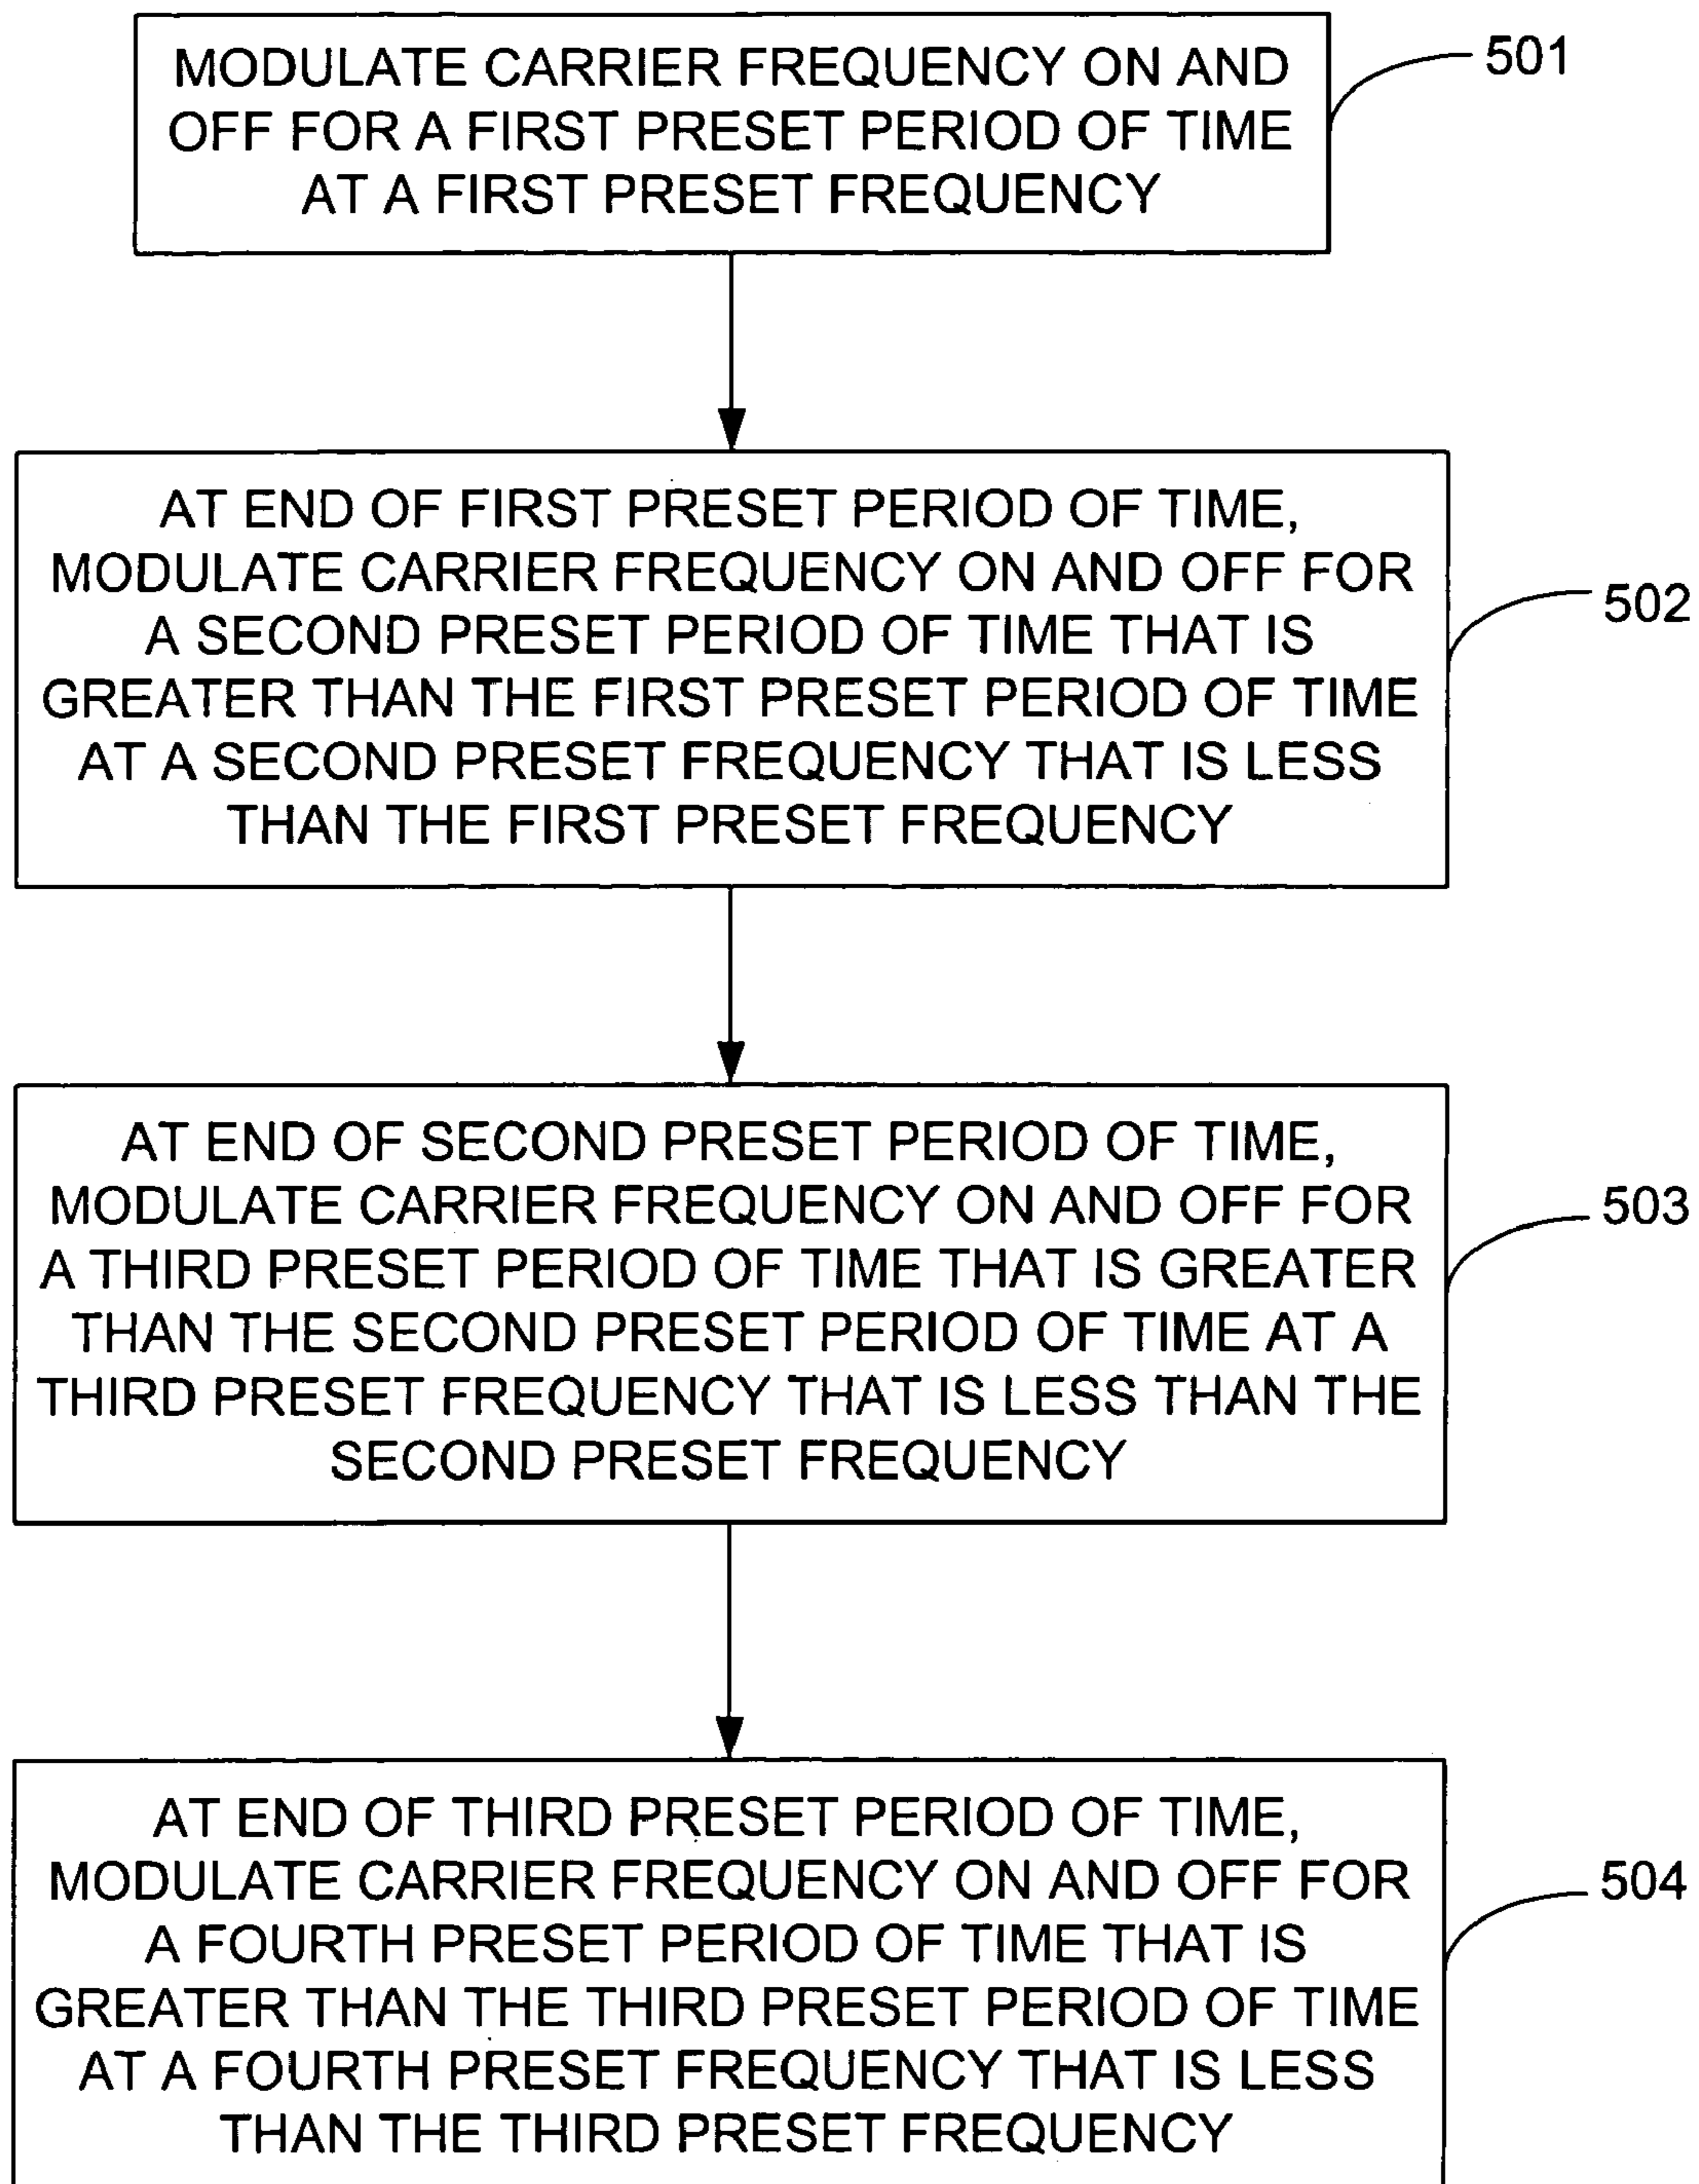 MODULATE CARRIER FREQUENCY ON AND
OFF FOR A FIRST PRESET PERIOD OF TIME
AT A FIRST PRESET FREQUENCY
501
AT END OF FIRST PRESET PERIOD OF TIME,
MODULATE CARRIER FREQUENCY ON AND OFF FOR
A SECOND PRESET PERIOD OF TIME THAT IS
GREATER THAN THE FIRST PRESET PERIOD OF TIME
AT A SECOND PRESET FREQUENCY THAT IS LESS
THAN THE FIRST PRESET FREQUENCY
502
AT END OF SECOND PRESET PERIOD OF TIME,
MODULATE CARRIER FREQUENCY ON AND OFF FOR
A THIRD PRESET PERIOD OF TIME THAT IS GREATER
THAN THE SECOND PRESET PERIOD OF TIME AT A
THIRD PRESET FREQUENCY THAT IS LESS THAN THE
SECOND PRESET FREQUENCY
503
AT END OF THIRD PRESET PERIOD OF TIME,
MODULATE CARRIER FREQUENCY ON AND OFF FOR
A FOURTH PRESET PERIOD OF TIME THAT IS
GREATER THAN THE THIRD PRESET PERIOD OF TIME
AT A FOURTH PRESET FREQUENCY THAT IS LESS
THAN THE THIRD PRESET FREQUENCY
504